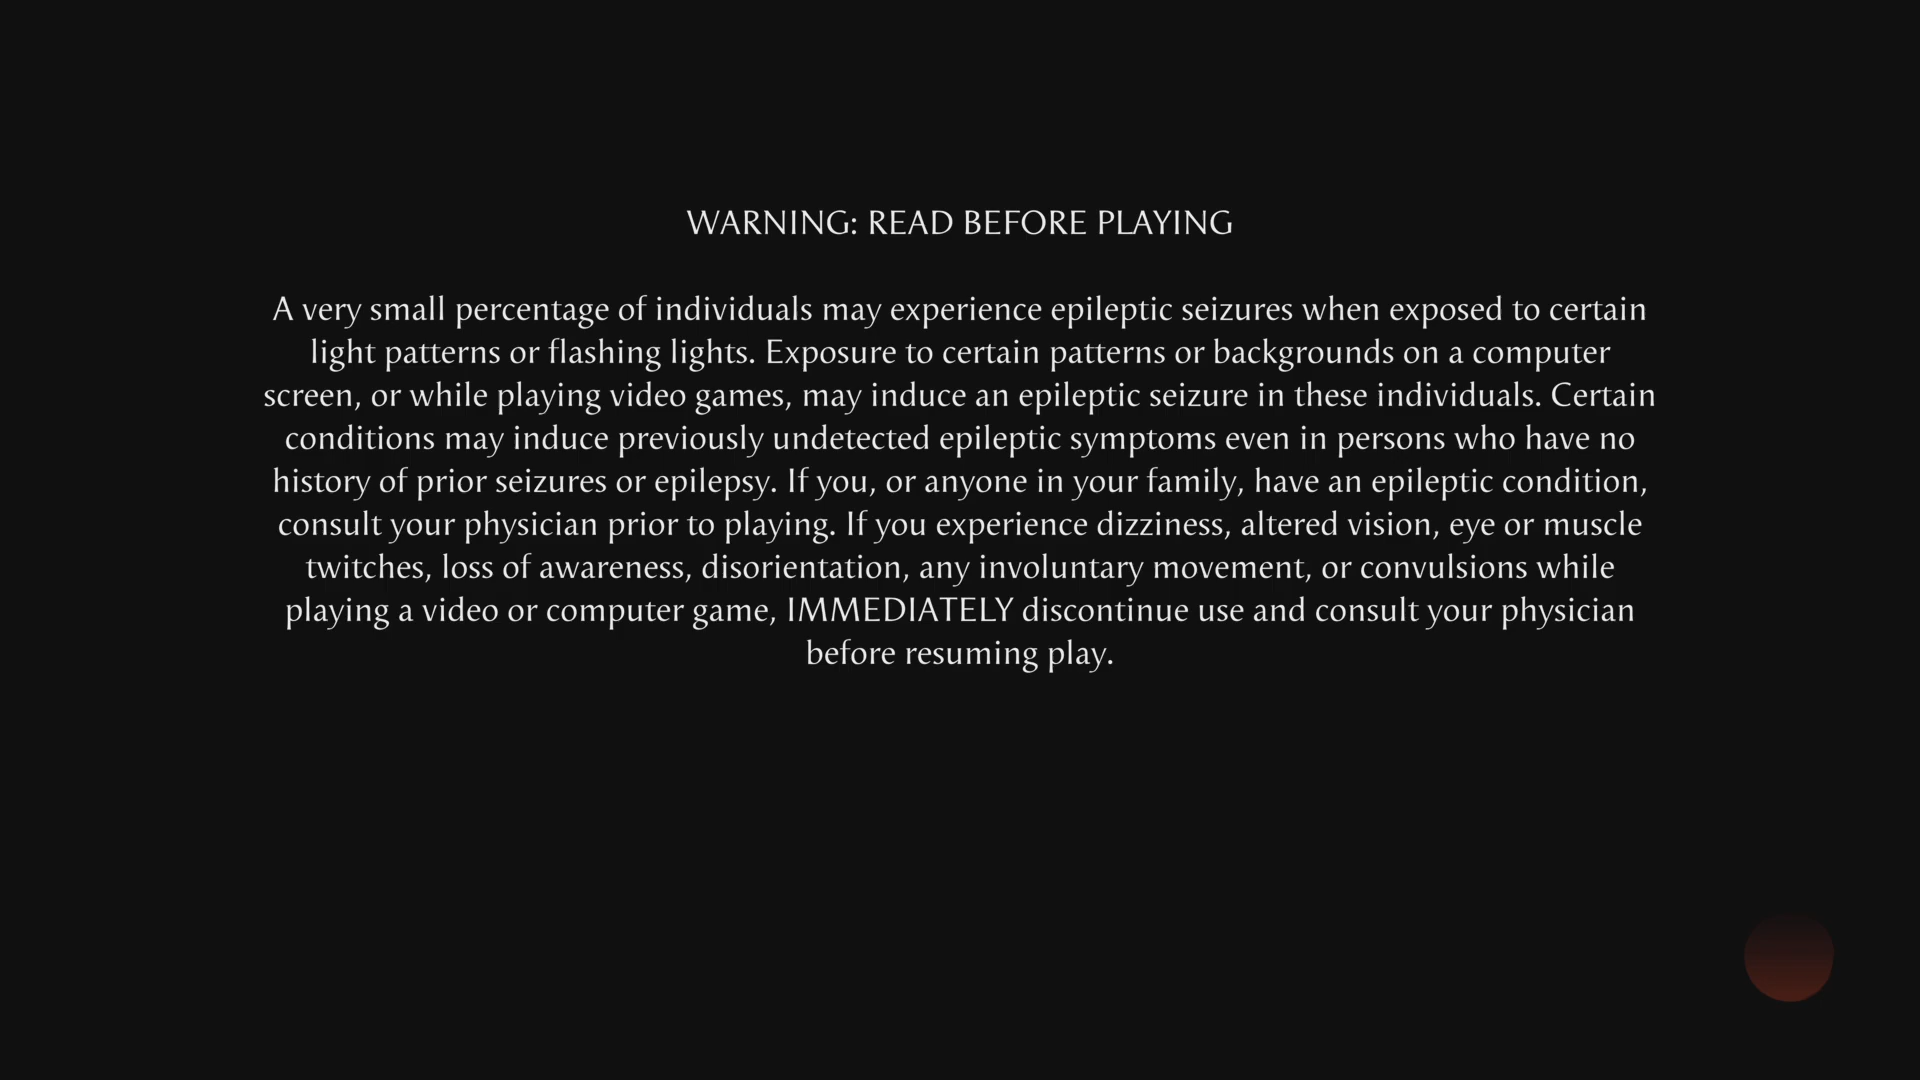 WARNING: READ BEFORE PLAYING
A very small percentage of individuals may experience epileptic seizures when exposed to certain
light patterns or flashing lights. Exposure to certain patterns or backgrounds on a computer
screen, or while playing video games, may induce an epileptic seizure in these individuals. Certain
conditions may induce previously undetected epileptic symptoms even in persons who have no
history of prior seizures or epilepsy. If you, or anyone in your family, have an epileptic condition,
consult your physician prior to playing. If you experience dizziness, altered vision, eye or muscle
twitches, loss of awareness, disorientation, any involuntary movement, or convulsions while
playing a video or computer game, IMMEDIATELY discontinue use and consult your physician
before resuming play.